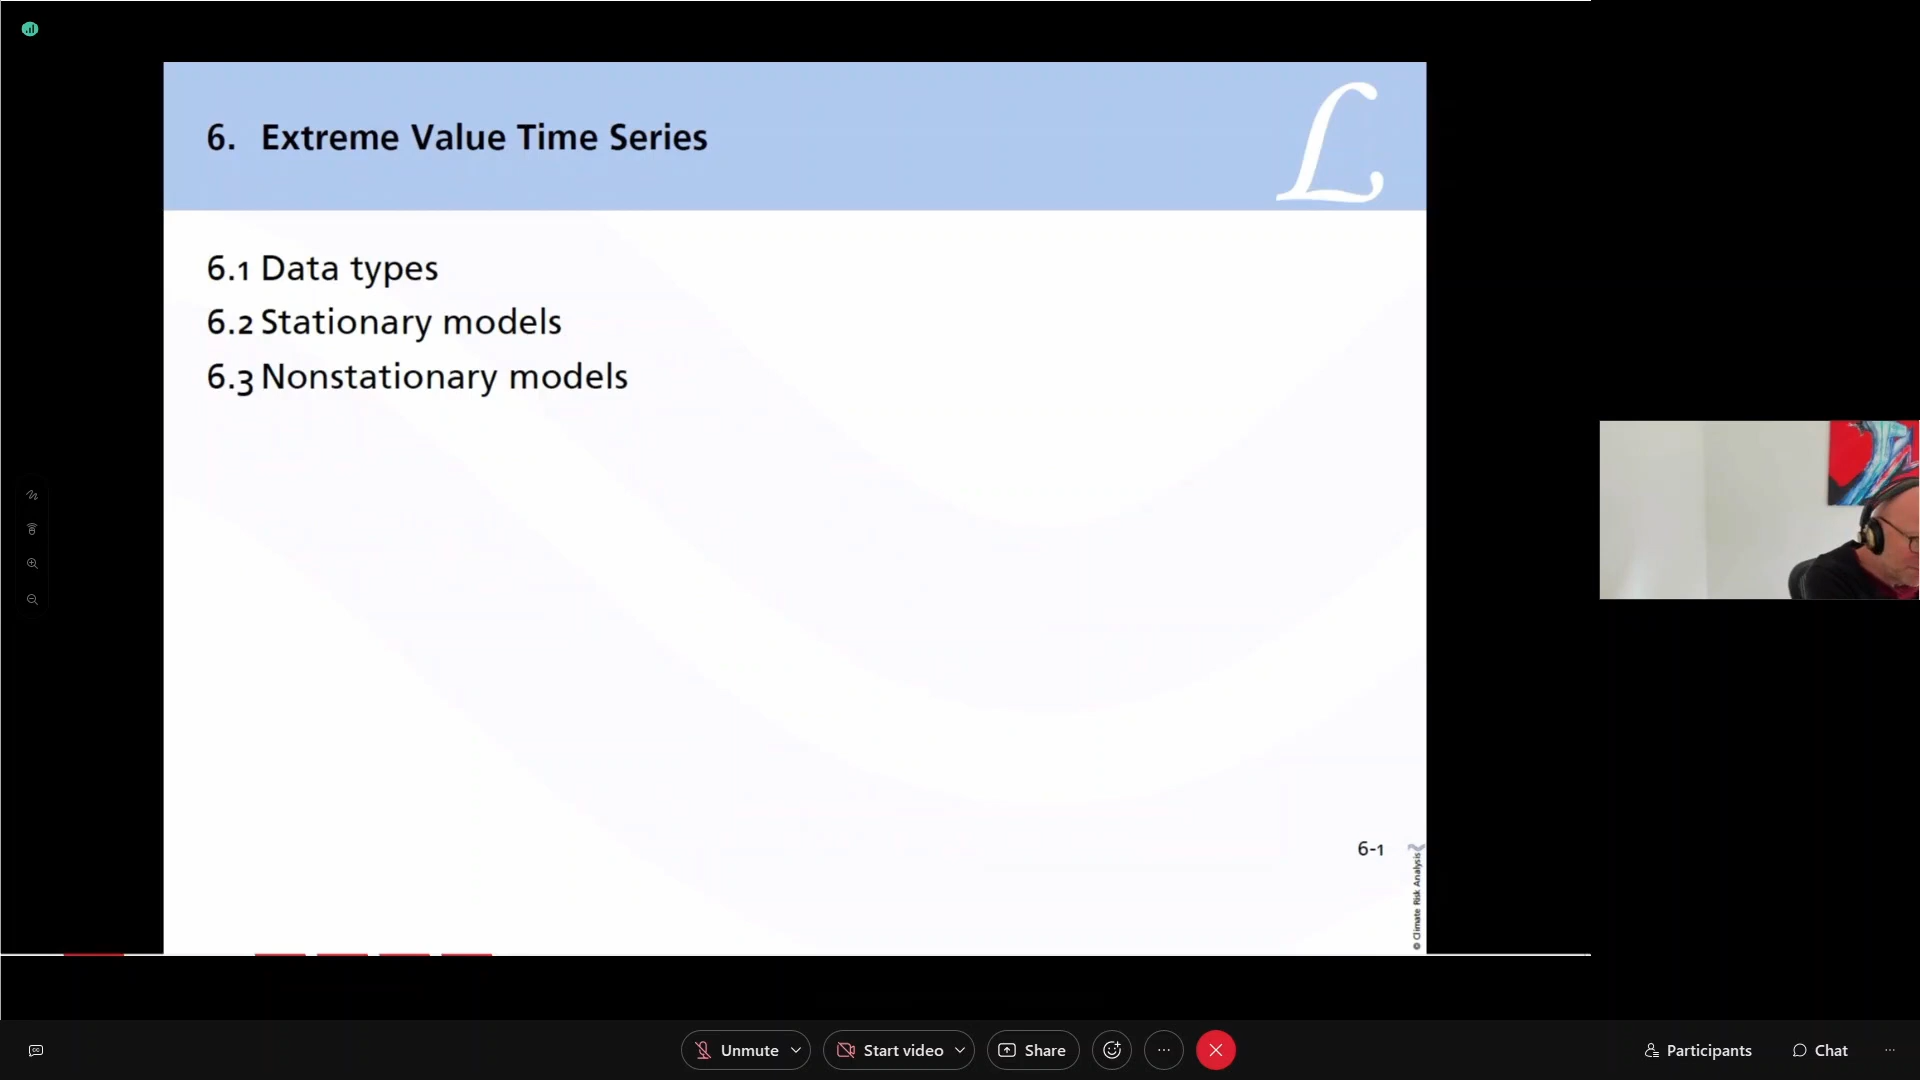 6. Extreme Value Time Series
L
6.1 Data types
6.2 Stationary models
6.3 Nonstationary models
6-1
© Climate Risk Analysis
Unmute
Start video
Share
Participants
Chat